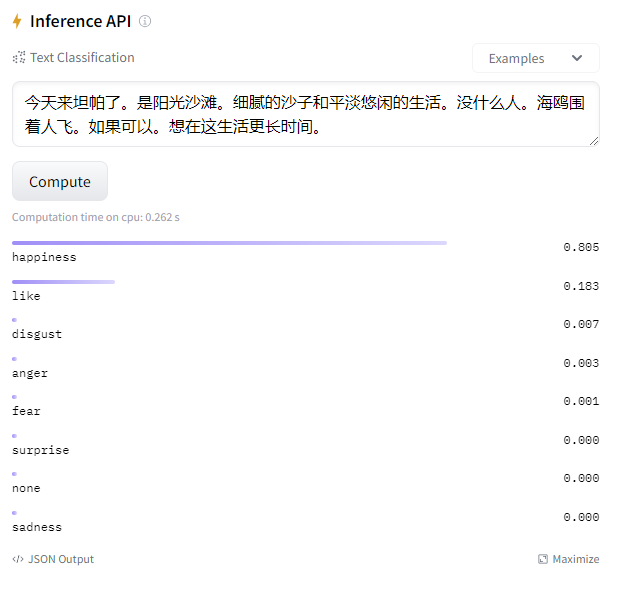 Inference API
Text Classification
Examples
今天来坦帕了。是阳光沙滩。细腻的沙子和平淡悠闲的生活。没什么人。海鸥围
着人飞。如果可以。想在这生活更长时间。
Compute
Computation time on cpu: 0.262 s
happiness 0.805
like 0.183
disgust 0.007
anger 0.003
fear 0.001
surprise 0.000
none 0.000
sadness 0.000
JSON Output
Maximize